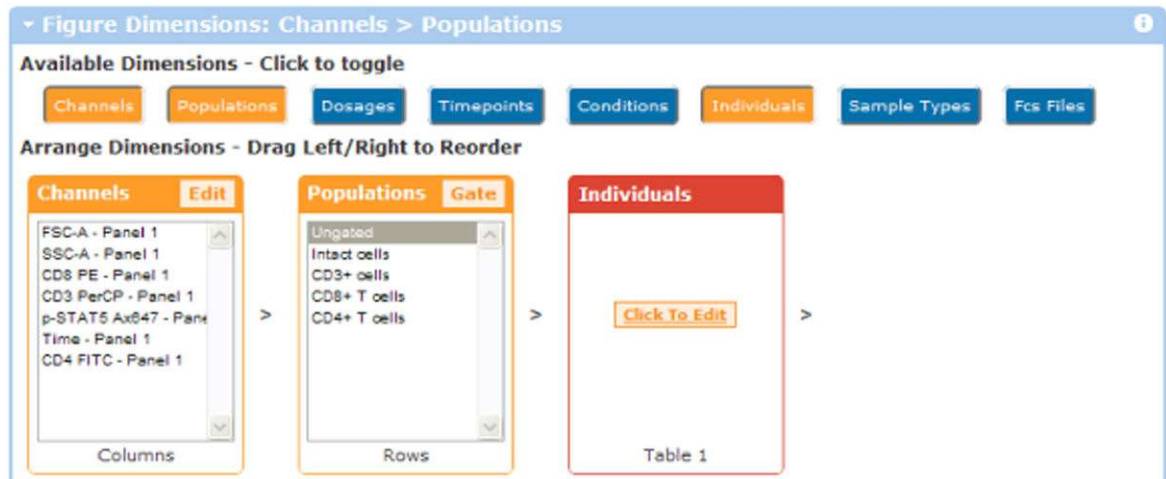 Figure Dimensions: Channels > Populations
Available Dimensions - Click to toggle
Channels Populations Dosages Timepoints Conditions Individuals Sample Types Fcs Files
Arrange Dimensions - Drag Left/Right to Reorder
Channels Edit
FSC-A - Panel 1
SSC-A - Panel 1
CD8 PE - Panel 1
CD3 PerCP - Panel 1
p-STAT5 Ax647 - Pane
Time - Panel 1
CD4 FITC - Panel 1
Columns
>
Populations Gate
Ungated
Intact cells
CD3+ cells
CD8+ T cells
CD4+ T cells
Rows
>
Individuals
Click To Edit
Table 1
>